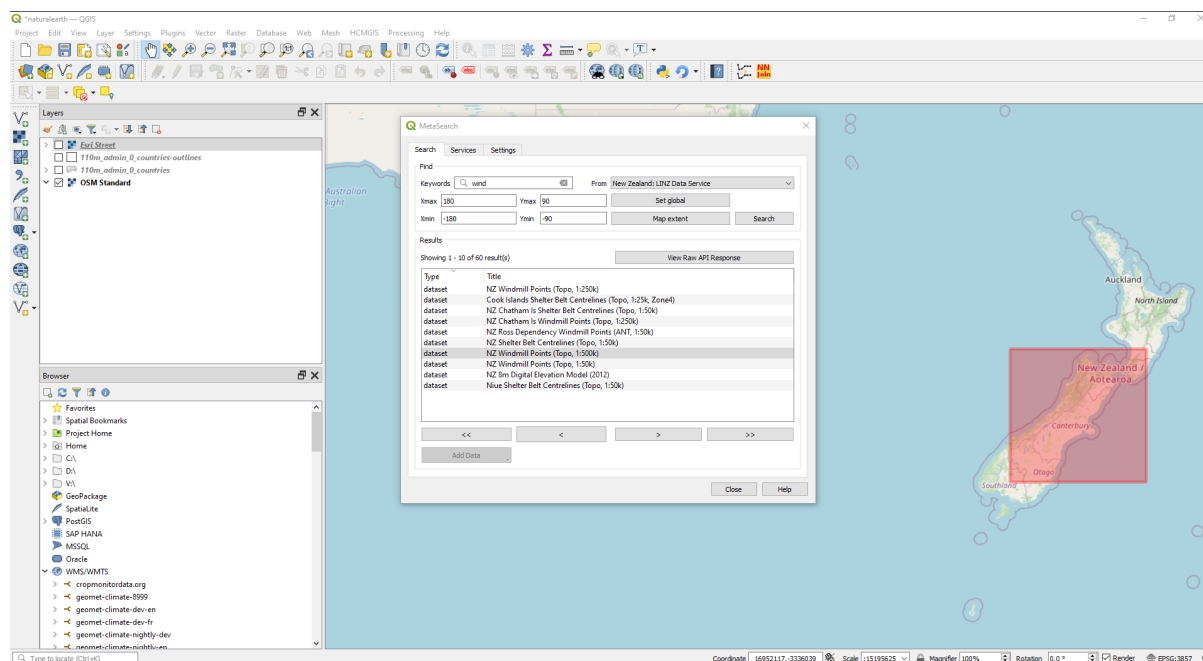 *naturalearth — QGIS
Project Edit View Layer Settings Plugins Vector Raster Database Web Mesh HCMGIS Processing Help
NN
join
Layers
Esri Street
110m_admin_0_countries-outlines
110m_admin_0_countries
OSM Standard
Browser
Favorites
Spatial Bookmarks
Project Home
Home
C:\
D:\
V:\
GeoPackage
SpatiaLite
PostGIS
SAP HANA
MSSQL
Oracle
WMS/WMTS
cropmonitordata.org
geomet-climate-8999
geomet-climate-dev-en
geomet-climate-dev-fr
geomet-climate-nightly-dev
geomet-climate-nightly-en
MetaSearch
Search Services Settings
Find
Keywords wind From New Zealand: LINZ Data Service
Xmax 180 Ymax 90 Set global
Xmin -180 Ymin -90 Map extent Search
Results
Showing 1 - 10 of 60 result(s) View Raw API Response
Type Title
dataset NZ Windmill Points (Topo, 1:250k)
dataset Cook Islands Shelter Belt Centrelines (Topo, 1:25k, Zone4)
dataset NZ Chatham Is Shelter Belt Centrelines (Topo, 1:50k)
dataset NZ Chatham Is Windmill Points (Topo, 1:250k)
dataset NZ Ross Dependency Windmill Points (ANT, 1:50k)
dataset NZ Shelter Belt Centrelines (Topo, 1:50k)
dataset NZ Windmill Points (Topo, 1:500k)
dataset NZ Windmill Points (Topo, 1:50k)
dataset NZ 8m Digital Elevation Model (2012)
dataset Niue Shelter Belt Centrelines (Topo, 1:50k)
<< < > >>
Add Data
Close Help
Australian
Bight
Auckland
North Island
New Zealand /
Aotearoa
Canterbury
Otago
Southland
Type to locate (Ctrl+K) Coordinate 16952117,-3336039 Scale 1:15195625 Magnifier 100% Rotation 0.0 ° Render EPSG:3857